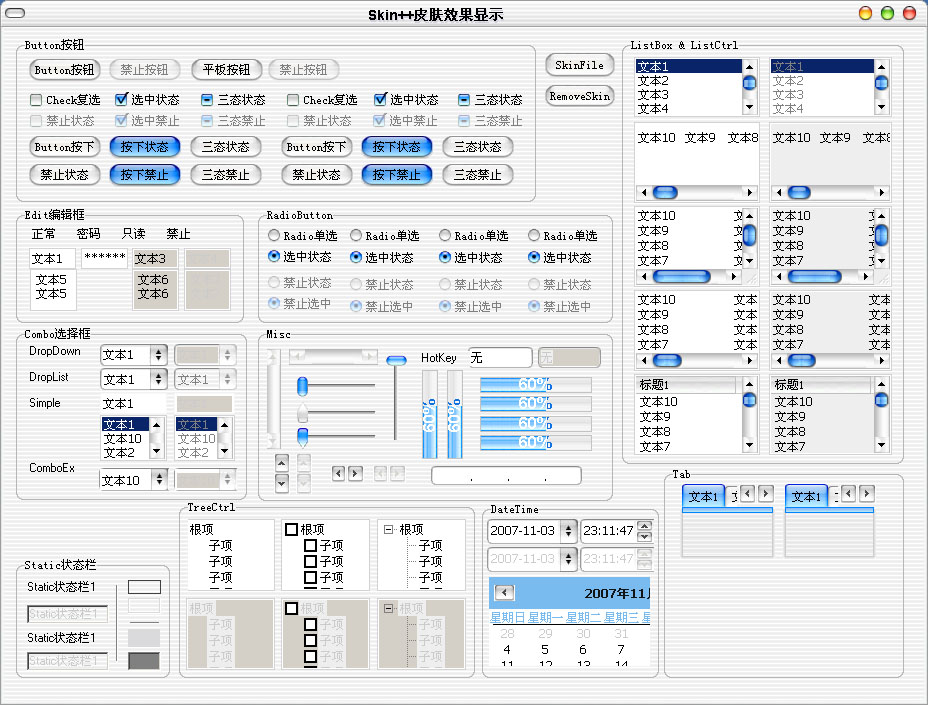 Skin++皮肤效果显示
Button按钮
Button按钮 禁止按钮 平板按钮 禁止按钮
Check复选 选中状态 三态状态 Check复选 选中状态 三态状态
禁止状态 选中禁止 三态禁止 禁止状态 选中禁止 三态禁止
Button按下 按下状态 三态状态 Button按下 按下状态 三态状态
禁止状态 按下禁止 三态禁止 禁止状态 按下禁止 三态禁止
SkinFile
RemoveSkin
ListBox & ListCtrl
文本1 文本1
文本2 文本2
文本3 文本3
文本4 文本4
文本10 文本9 文本8 文本10 文本9 文本8
文本10 文 文本10 文
文本9 文 文本9 文
文本8 文 文本8 文
文本7 文 文本7 文
文本10 文本 文本10 文本
文本9 文本 文本9 文本
文本8 文本 文本8 文本
文本7 文本 文本7 文本
标题1 标题1
文本10 文本10
文本9 文本9
文本8 文本8
文本7 文本7
Edit编辑框
正常 密码 只读 禁止
文本1 ****** 文本3
文本5 文本6
文本5 文本6
RadioButton
Radio单选 Radio单选 Radio单选 Radio单选
选中状态 选中状态 选中状态 选中状态
禁止状态 禁止状态 禁止状态 禁止状态
禁止选中 禁止选中 禁止选中 禁止选中
Combo选择框
DropDown 文本1 文本1
DropList 文本1 文本1
Simple 文本1
文本1 文本1
文本10 文本10
文本2 文本2
ComboEx 文本10
Misc
HotKey 无 无
60% 60%
60%
60%
60%
60%
. . .
Tab
文本1 文本1
TreeCtrl
根项 根项 根项
子项 子项 子项
子项 子项 子项
子项 子项 子项
根项 根项 根项
子项 子项 子项
子项 子项 子项
子项 子项 子项
DateTime
2007-11-03 23:11:47
2007-11-03 23:11:47
2007年11月
星期日 星期一 星期二 星期三 星
28 29 30 31
4 5 6 7
11 12 13 14
Static状态栏
Static状态栏1
Static状态栏1
Static状态栏1
Static状态栏1